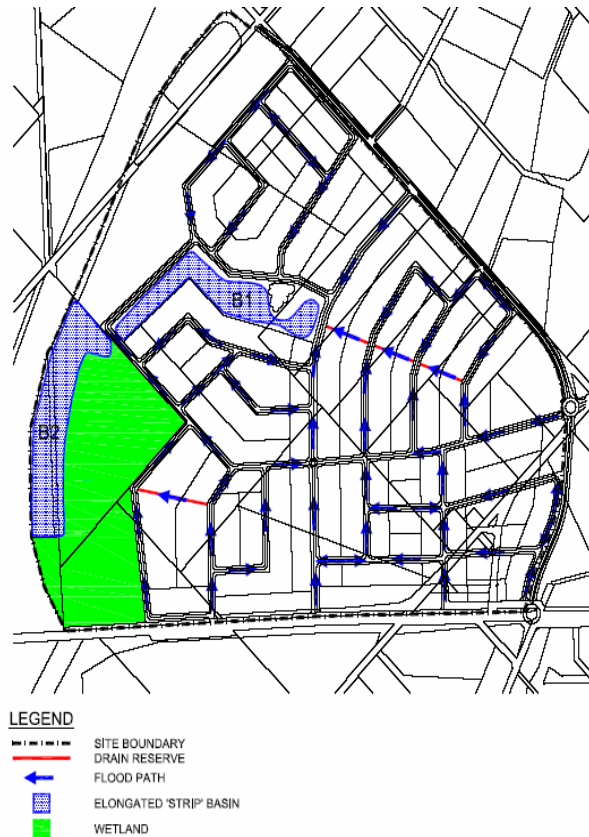 B1
B2
LEGEND
SITE BOUNDARY
DRAIN RESERVE
FLOOD PATH
ELONGATED 'STRIP' BASIN
WETLAND